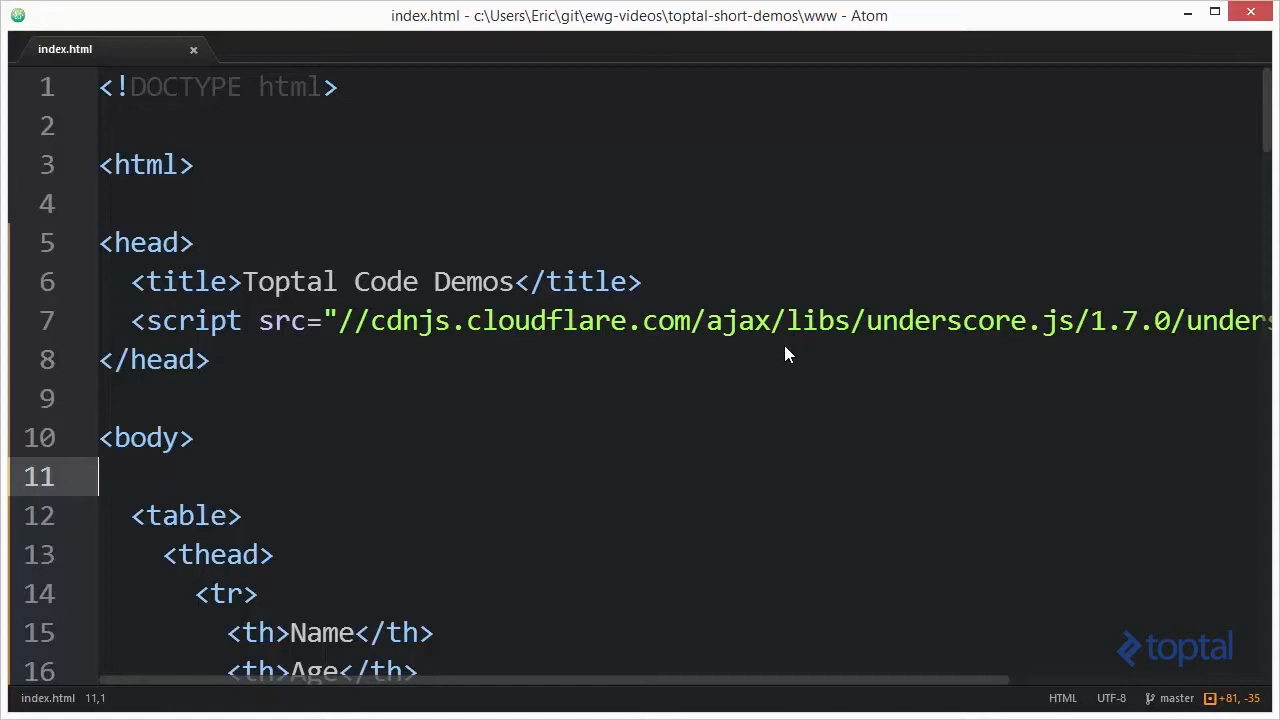 index.html - c:\Users\Eric\git\ewg-videos\toptal-short-demos\www - Atom
index.html
1 <!DOCTYPE html>
2
3 <html>
4
5 <head>
6 <title>Toptal Code Demos</title>
7 <script src="//cdnjs.cloudflare.com/ajax/libs/underscore.js/1.7.0/unders
8 </head>
9
10 <body>
11
12 <table>
13 <thead>
14 <tr>
15 <th>Name</th>
16 <th>Age</th>
toptal
index.html 11,1 HTML UTF-8 master +81, -35